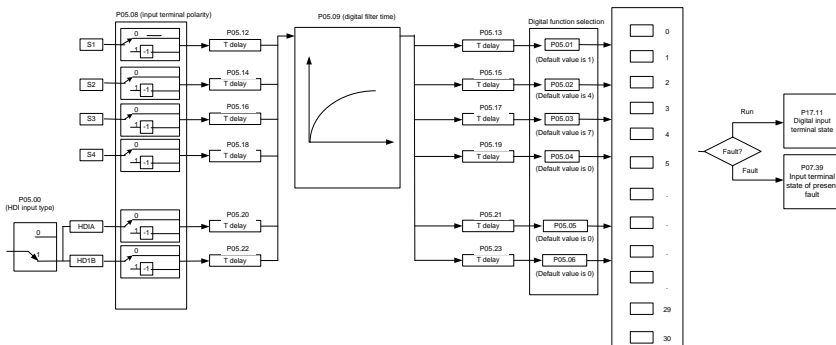 P05.08 (input terminal polarity)
P05.09 (digital filter time)
Digital function selection
S1
0
1
-1
P05.12
T delay
P05.13
T delay
P05.01
(Default value is 1)
0
1
S2
0
1
-1
P05.14
T delay
P05.15
T delay
P05.02
(Default value is 4)
2
S3
0
1
-1
P05.16
T delay
P05.17
T delay
P05.03
(Default value is 7)
3
4
S4
0
1
-1
P05.18
T delay
P05.19
T delay
P05.04
(Default value is 0)
5
Run
Fault?
Fault
P17.11
Digital input
terminal state
P07.39
Input terminal
state of present
fault
P05.00
(HDI input type)
0
1
HDIA
0
1
-1
P05.20
T delay
P05.21
T delay
P05.05
(Default value is 0)
.
.
HD1B
0
1
-1
P05.22
T delay
P05.23
T delay
P05.06
(Default value is 0)
.
.
29
30